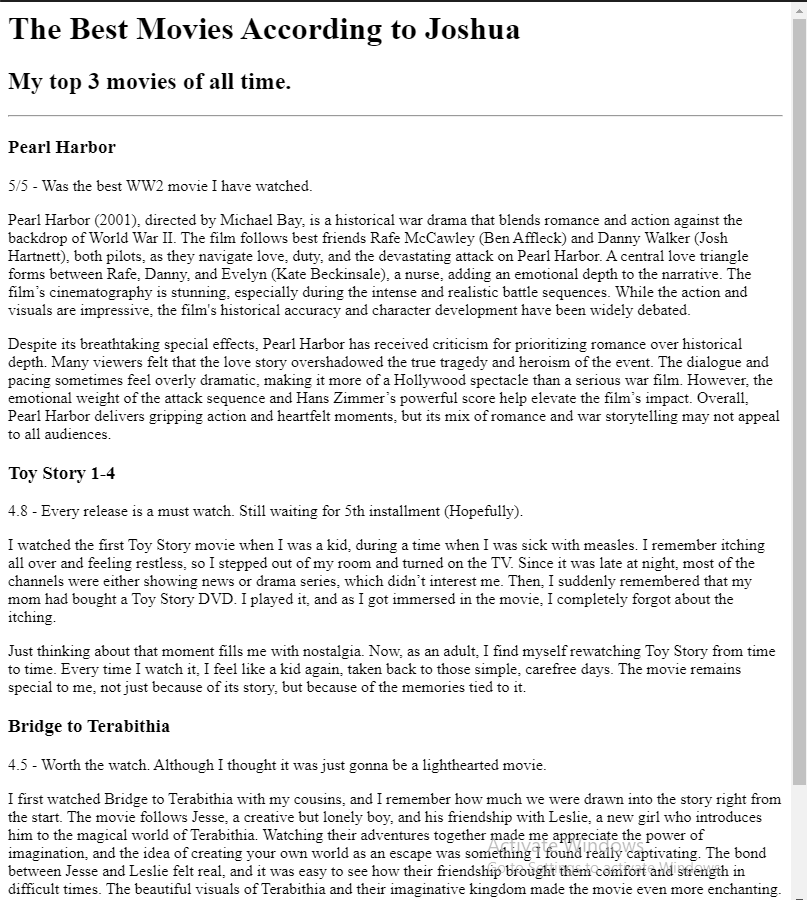 The Best Movies According to Joshua
My top 3 movies of all time.
Pearl Harbor
5/5 - Was the best WW2 movie I have watched.
Pearl Harbor (2001), directed by Michael Bay, is a historical war drama that blends romance and action against the
backdrop of World War II. The film follows best friends Rafe McCawley (Ben Affleck) and Danny Walker (Josh
Hartnett), both pilots, as they navigate love, duty, and the devastating attack on Pearl Harbor. A central love triangle
forms between Rafe, Danny, and Evelyn (Kate Beckinsale), a nurse, adding an emotional depth to the narrative. The
film’s cinematography is stunning, especially during the intense and realistic battle sequences. While the action and
visuals are impressive, the film's historical accuracy and character development have been widely debated.
Despite its breathtaking special effects, Pearl Harbor has received criticism for prioritizing romance over historical
depth. Many viewers felt that the love story overshadowed the true tragedy and heroism of the event. The dialogue and
pacing sometimes feel overly dramatic, making it more of a Hollywood spectacle than a serious war film. However, the
emotional weight of the attack sequence and Hans Zimmer’s powerful score help elevate the film’s impact. Overall,
Pearl Harbor delivers gripping action and heartfelt moments, but its mix of romance and war storytelling may not appeal
to all audiences.
Toy Story 1-4
4.8 - Every release is a must watch. Still waiting for 5th installment (Hopefully).
I watched the first Toy Story movie when I was a kid, during a time when I was sick with measles. I remember itching
all over and feeling restless, so I stepped out of my room and turned on the TV. Since it was late at night, most of the
channels were either showing news or drama series, which didn’t interest me. Then, I suddenly remembered that my
mom had bought a Toy Story DVD. I played it, and as I got immersed in the movie, I completely forgot about the
itching.
Just thinking about that moment fills me with nostalgia. Now, as an adult, I find myself rewatching Toy Story from time
to time. Every time I watch it, I feel like a kid again, taken back to those simple, carefree days. The movie remains
special to me, not just because of its story, but because of the memories tied to it.
Bridge to Terabithia
4.5 - Worth the watch. Although I thought it was just gonna be a lighthearted movie.
I first watched Bridge to Terabithia with my cousins, and I remember how much we were drawn into the story right from
the start. The movie follows Jesse, a creative but lonely boy, and his friendship with Leslie, a new girl who introduces
him to the magical world of Terabithia. Watching their adventures together made me appreciate the power of
imagination, and the idea of creating your own world as an escape was something I found really captivating. The bond
between Jesse and Leslie felt real, and it was easy to see how their friendship brought them comfort and strength in
difficult times. The beautiful visuals of Terabithia and their imaginative kingdom made the movie even more enchanting.
Activate Windows
Go to Settings to activate Windows.